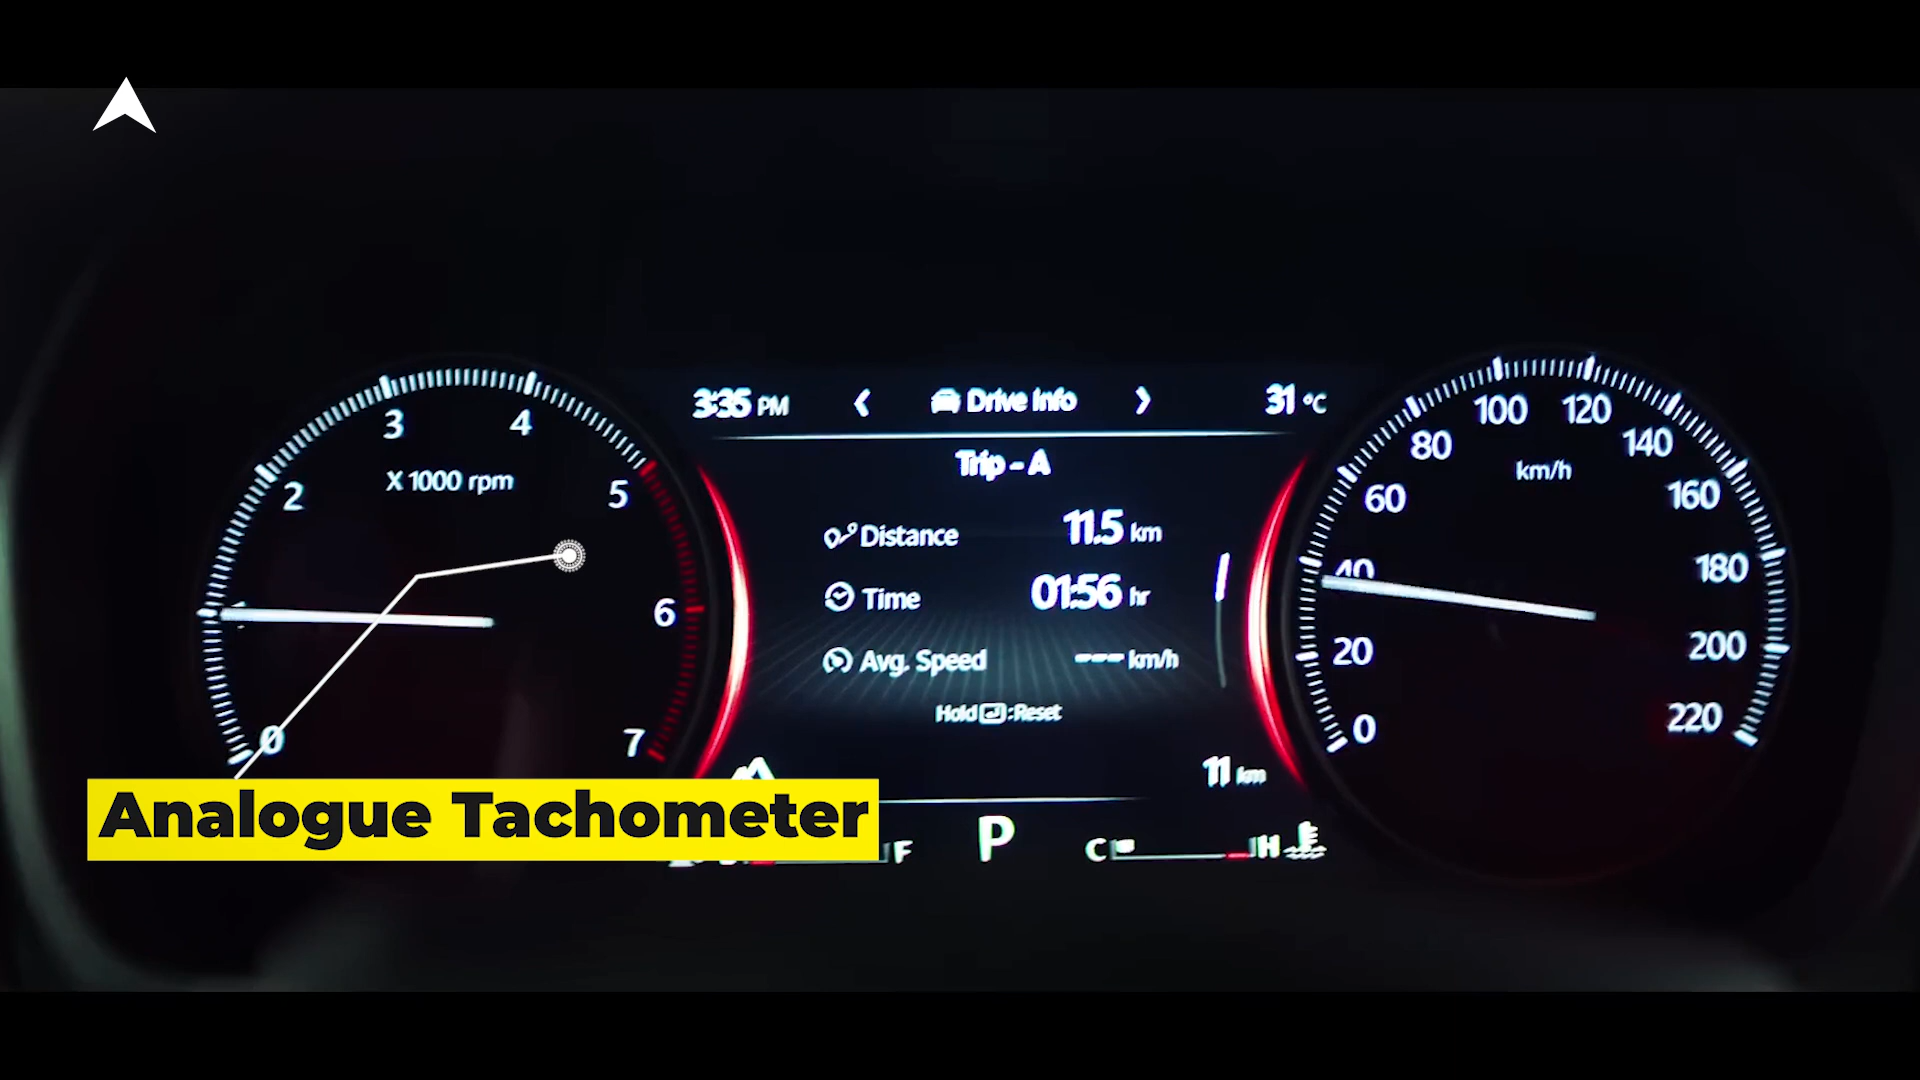 3:35 PM
Drive Info
31 °C
Trip - A
Distance 11.5 km
Time 01:56 hr
Avg. Speed --- km/h
Hold :Reset
11 km
P
F
C H
0
2
3
4
5
6
7
X 1000 rpm
0
20
40
60
80
100
120
140
160
180
200
220
km/h
Analogue Tachometer